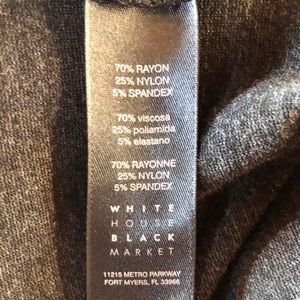 70% RAYON
25% NYLON
5% SPANDEX
70% viscosa
25% poliamida
5% elastano
70% RAYONNE
25% NYLON
5% SPANDEX
WHITE
HOUSE
BLACK
MARKET
11215 METRO PARKWAY
FORT MYERS, FL 33966